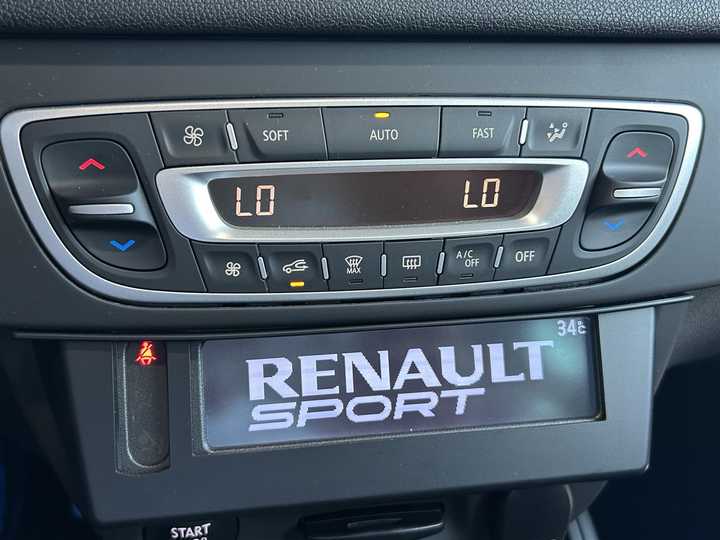 SOFT AUTO FAST
LO LO
MAX A/C OFF OFF
34°C
RENAULT
SPORT
START